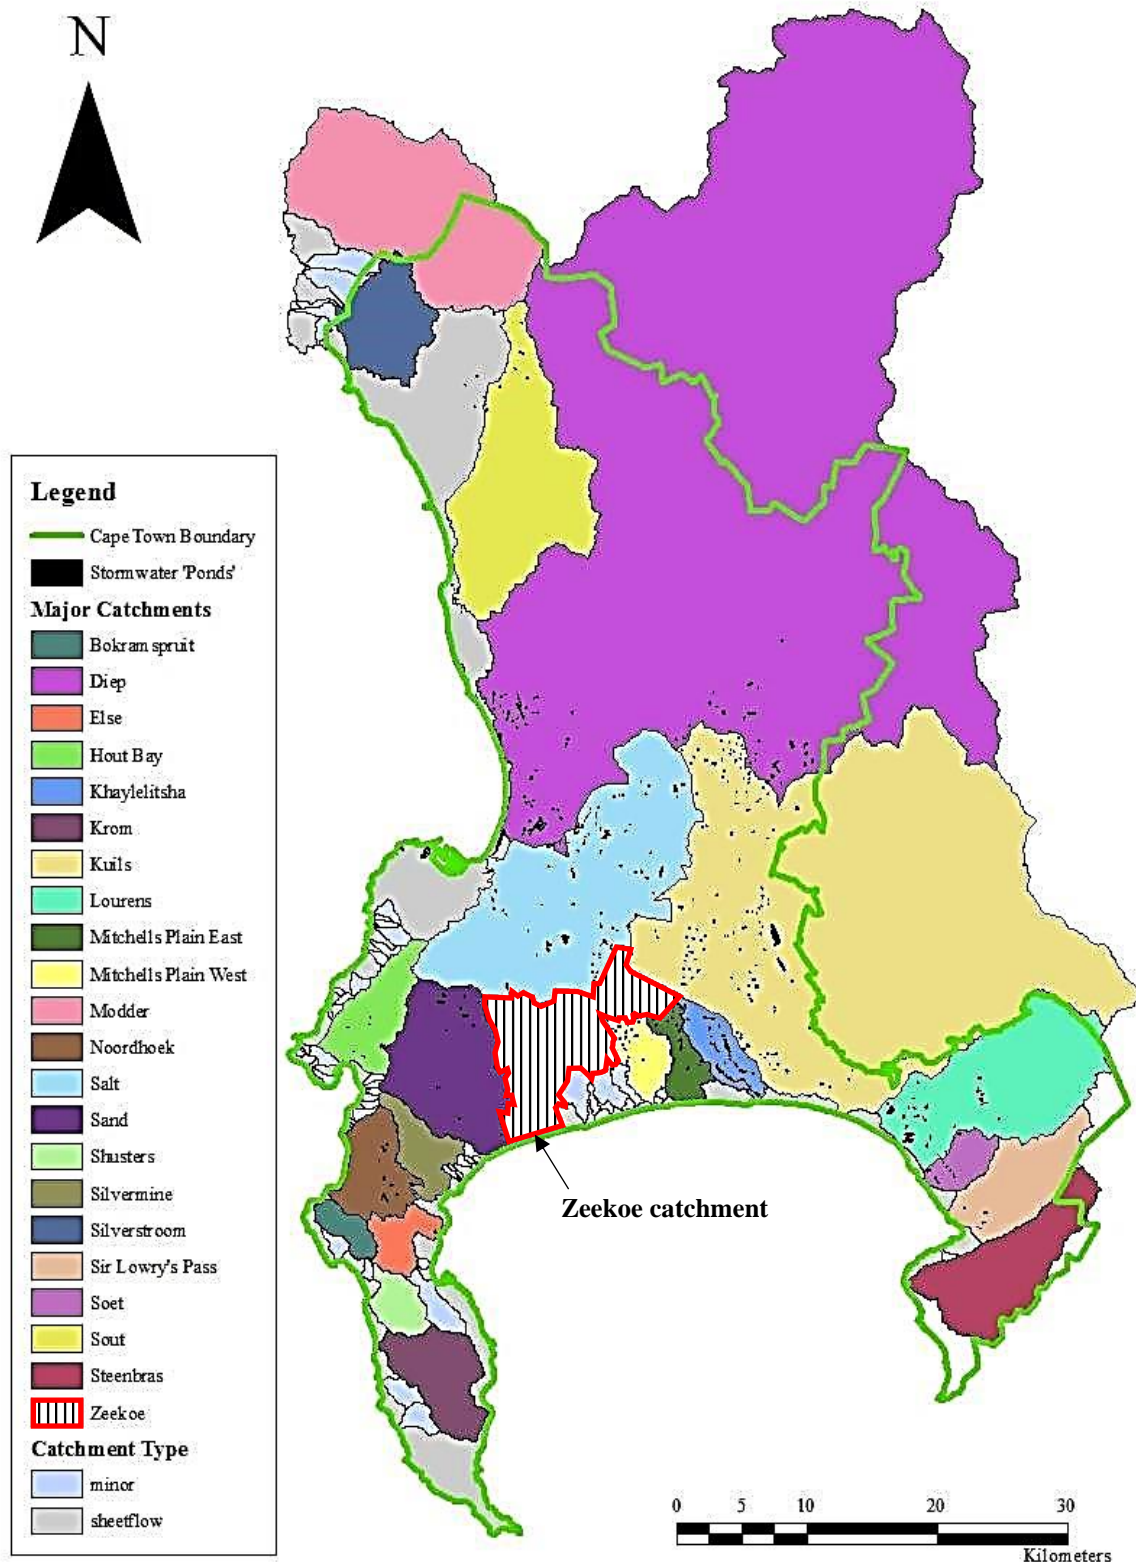 N
Legend
Cape Town Boundary
Stormwater 'Ponds'
Major Catchments
Bokramspruit
Diep
Else
Hout Bay
Khaylelitsha
Krom
Kuils
Lourens
Mitchells Plain East
Mitchells Plain West
Modder
Noordhoek
Salt
Sand
Shusters
Silvermine
Silverstroom
Sir Lowry's Pass
Soet
Sout
Steenbras
Zeekoe
Catchment Type
minor
sheetflow
Zeekoe catchment
0 5 10 20 30
Kilometers